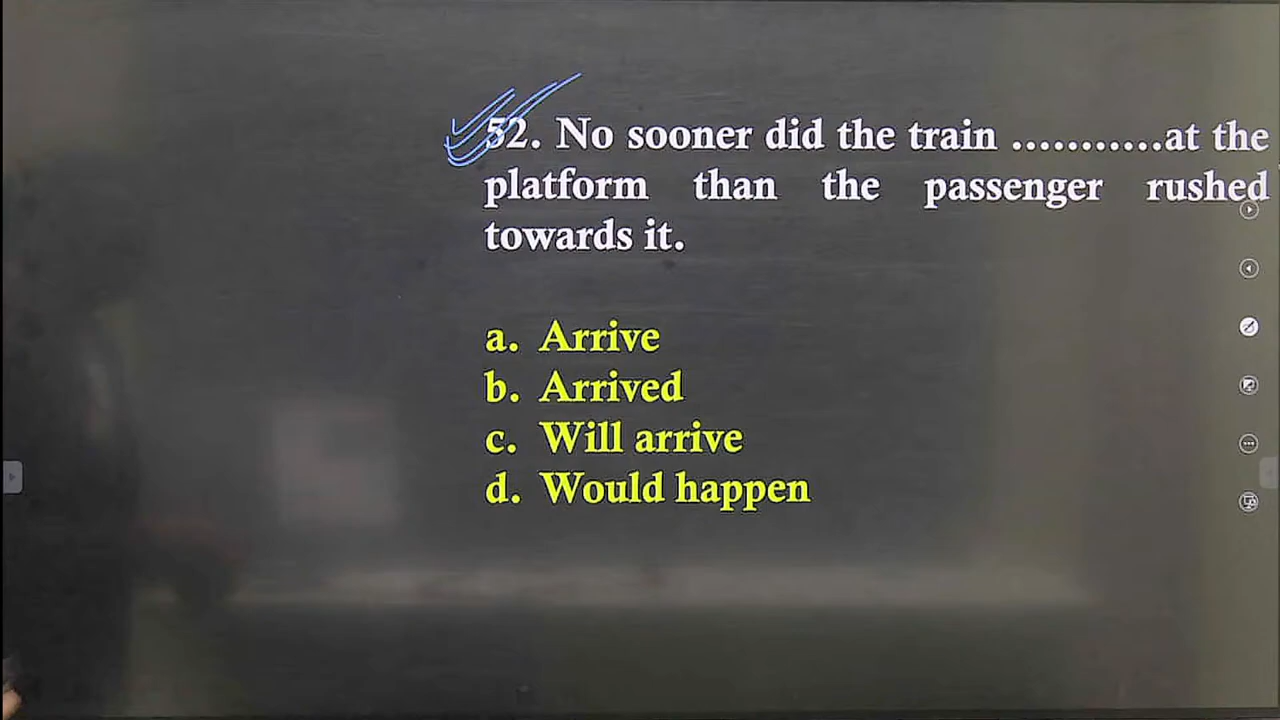 52. No sooner did the train ............at the
platform than the passenger rushed
towards it.
a. Arrive
b. Arrived
c. Will arrive
d. Would happen